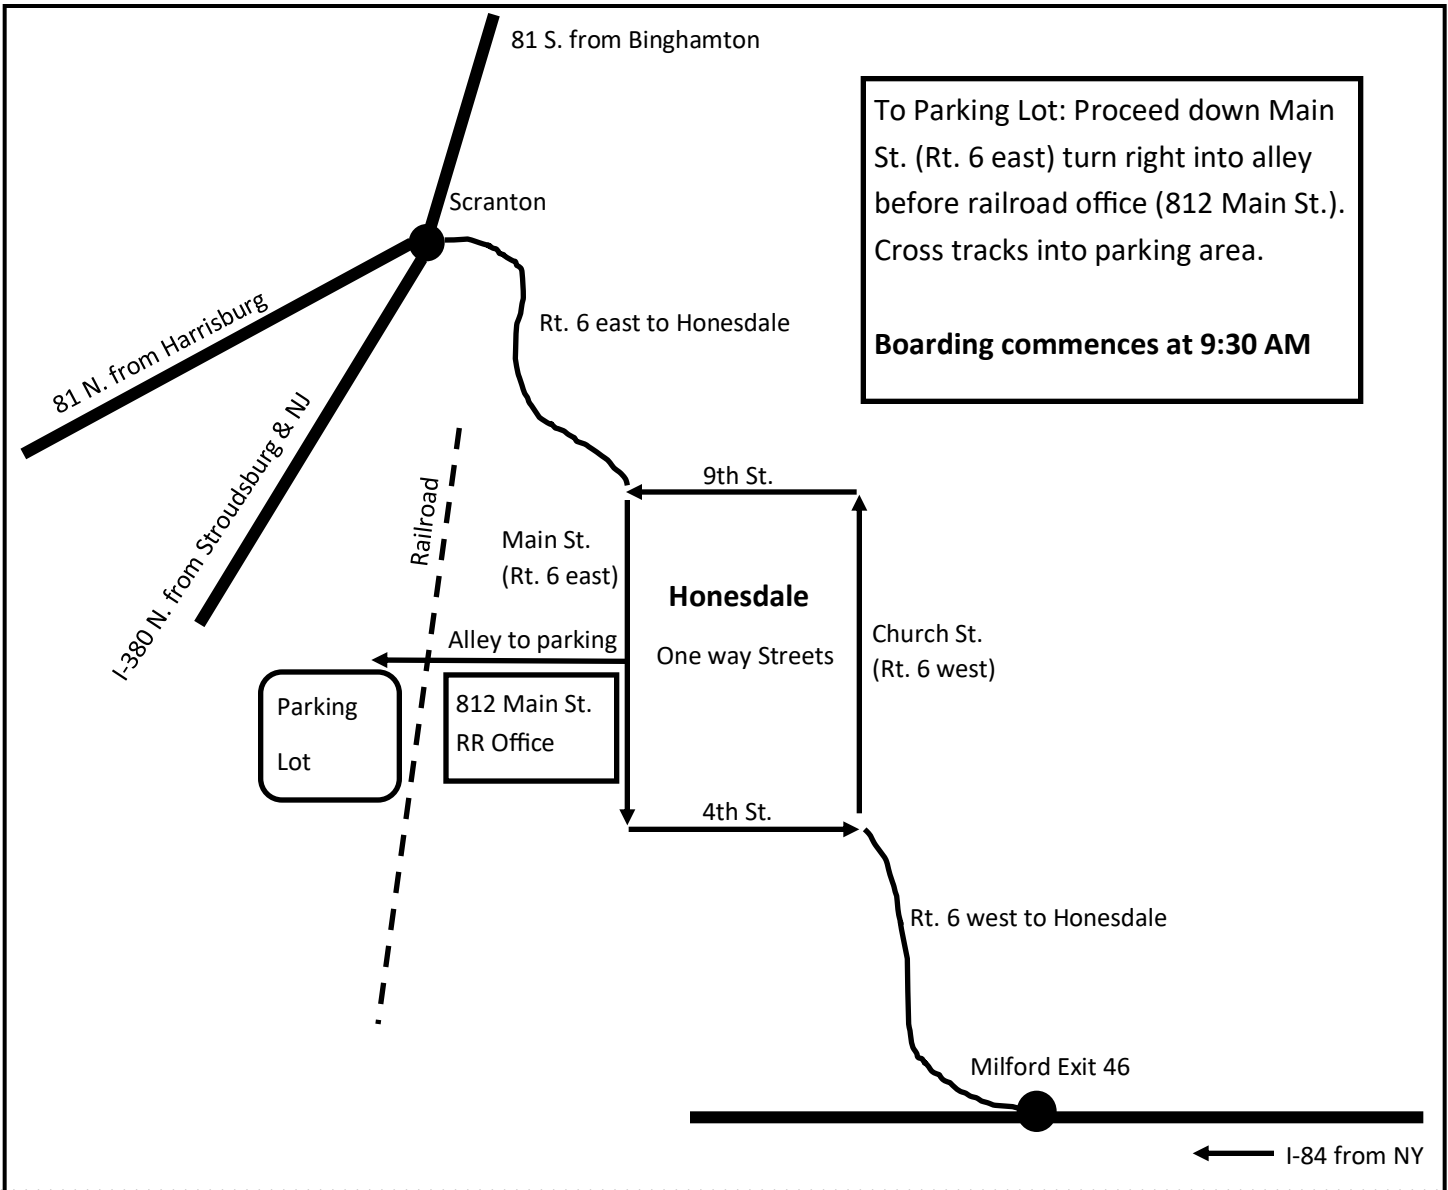 81 S. from Binghamton
To Parking Lot: Proceed down Main
St. (Rt. 6 east) turn right into alley
before railroad office (812 Main St.).
Cross tracks into parking area.
Boarding commences at 9:30 AM
Scranton
81 N. from Harrisburg
Rt. 6 east to Honesdale
I-380 N. from Stroudsburg & NJ
Railroad
9th St.
Main St.
(Rt. 6 east)
Honesdale
One way Streets
Church St.
(Rt. 6 west)
Alley to parking
Parking
Lot
812 Main St.
RR Office
4th St.
Rt. 6 west to Honesdale
Milford Exit 46
I-84 from NY